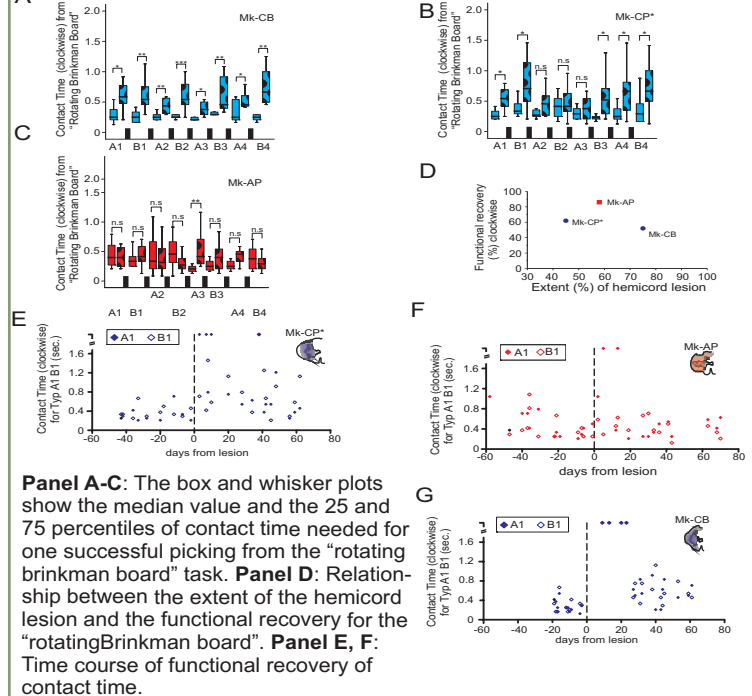 A
Mk-CB
Contact Time (clockwise) from
"Rotating Brinkman Board"
2.0
1.5
1.0
0.5
0
* ** ** *** * ** * **
A1 B1 A2 B2 A3 B3 A4 B4
B
Mk-CP*
Contact Time (clockwise) from
"Rotating Brinkman Board"
2.0
1.5
1.0
0.5
0
* * n.s n.s n.s * * *
A1 B1 A2 B2 A3 B3 A4 B4
C
Mk-AP
Contact Time (clockwise) from
"Rotating Brinkman Board"
2.0
1.5
1.0
0.5
0
n.s n.s n.s n.s ** n.s n.s n.s
A2 A3 B3
A1 B1 B2 A4 B4
D
Functional recovery
(%) clockwise
100
80
60
40
20
0
Mk-AP
Mk-CP*
Mk-CB
30 40 50 60 70 80 90 100
Extent (%) of hemicord lesion
E
A1 B1
Mk-CP*
Contact Time (clockwise)
for Typ A1 B1 (sec.)
2
1.6
1.2
0.8
0.4
0
-60 -40 -20 0 20 40 60 80
days from lesion
F
A1 B1
Mk-AP
Contact Time (clockwise)
for Typ A1 B1 (sec.)
2
1.6
1.2
0.8
0.4
0
-60 -40 -20 0 20 40 60 80
days from lesion
G
A1 B1
Mk-CB
Contact Time (clockwise)
for Typ A1 B1 (sec.)
2
1.6
1.2
0.8
0.4
0
-60 -40 -20 0 20 40 60 80
days from lesion
Panel A-C: The box and whisker plots
show the median value and the 25 and
75 percentiles of contact time needed for
one successful picking from the "rotating
brinkman board" task. Panel D: Relation-
ship between the extent of the hemicord
lesion and the functional recovery for the
"rotatingBrinkman board". Panel E, F:
Time course of functional recovery of
contact time.